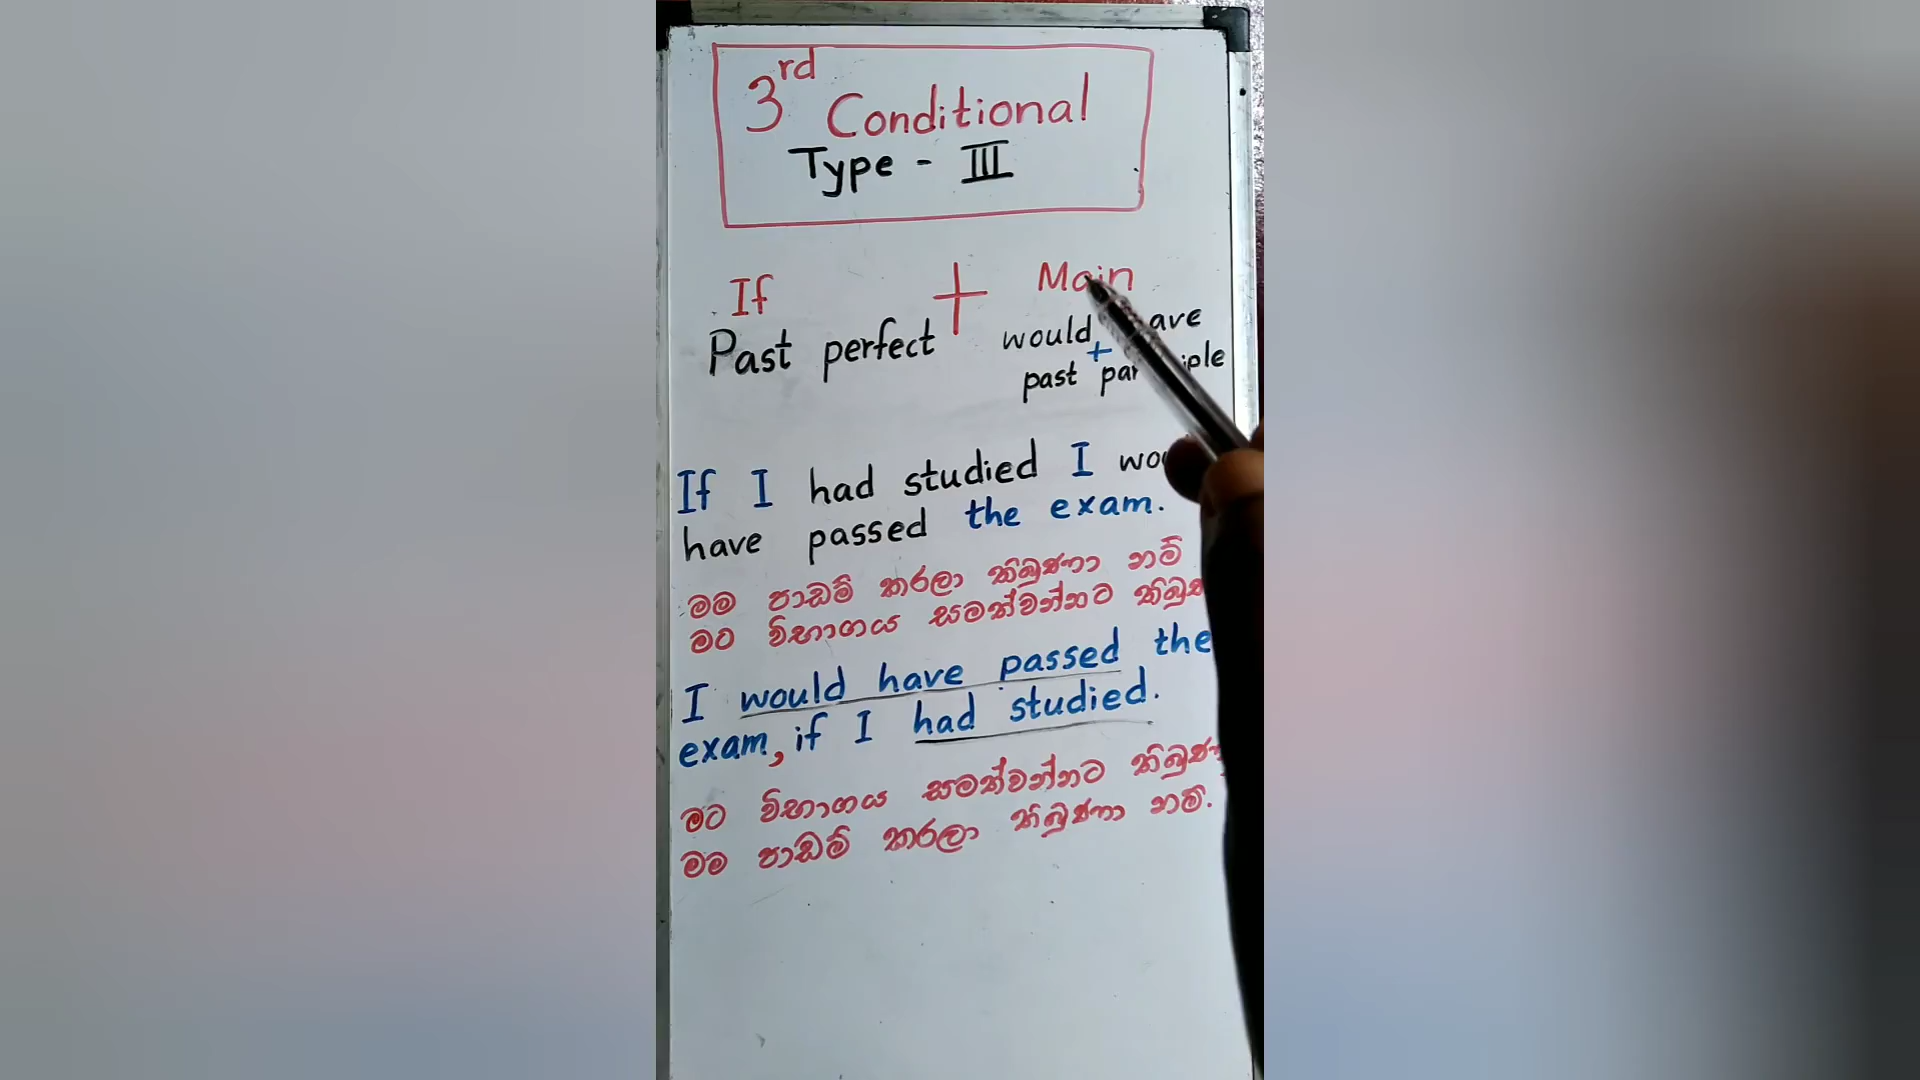 3rd Conditional
Type - III
If + Main
Past perfect would
+
past
If I had studied I
have passed the exam.
මම පාඩම් කරලා තිබුණා නම්
මට විභාගය සමත්වන්නට
I would have passed the
exam, if I had studied.
මට විභාගය සමත්වන්නට
මම පාඩම් කරලා තිබුණා නම්.